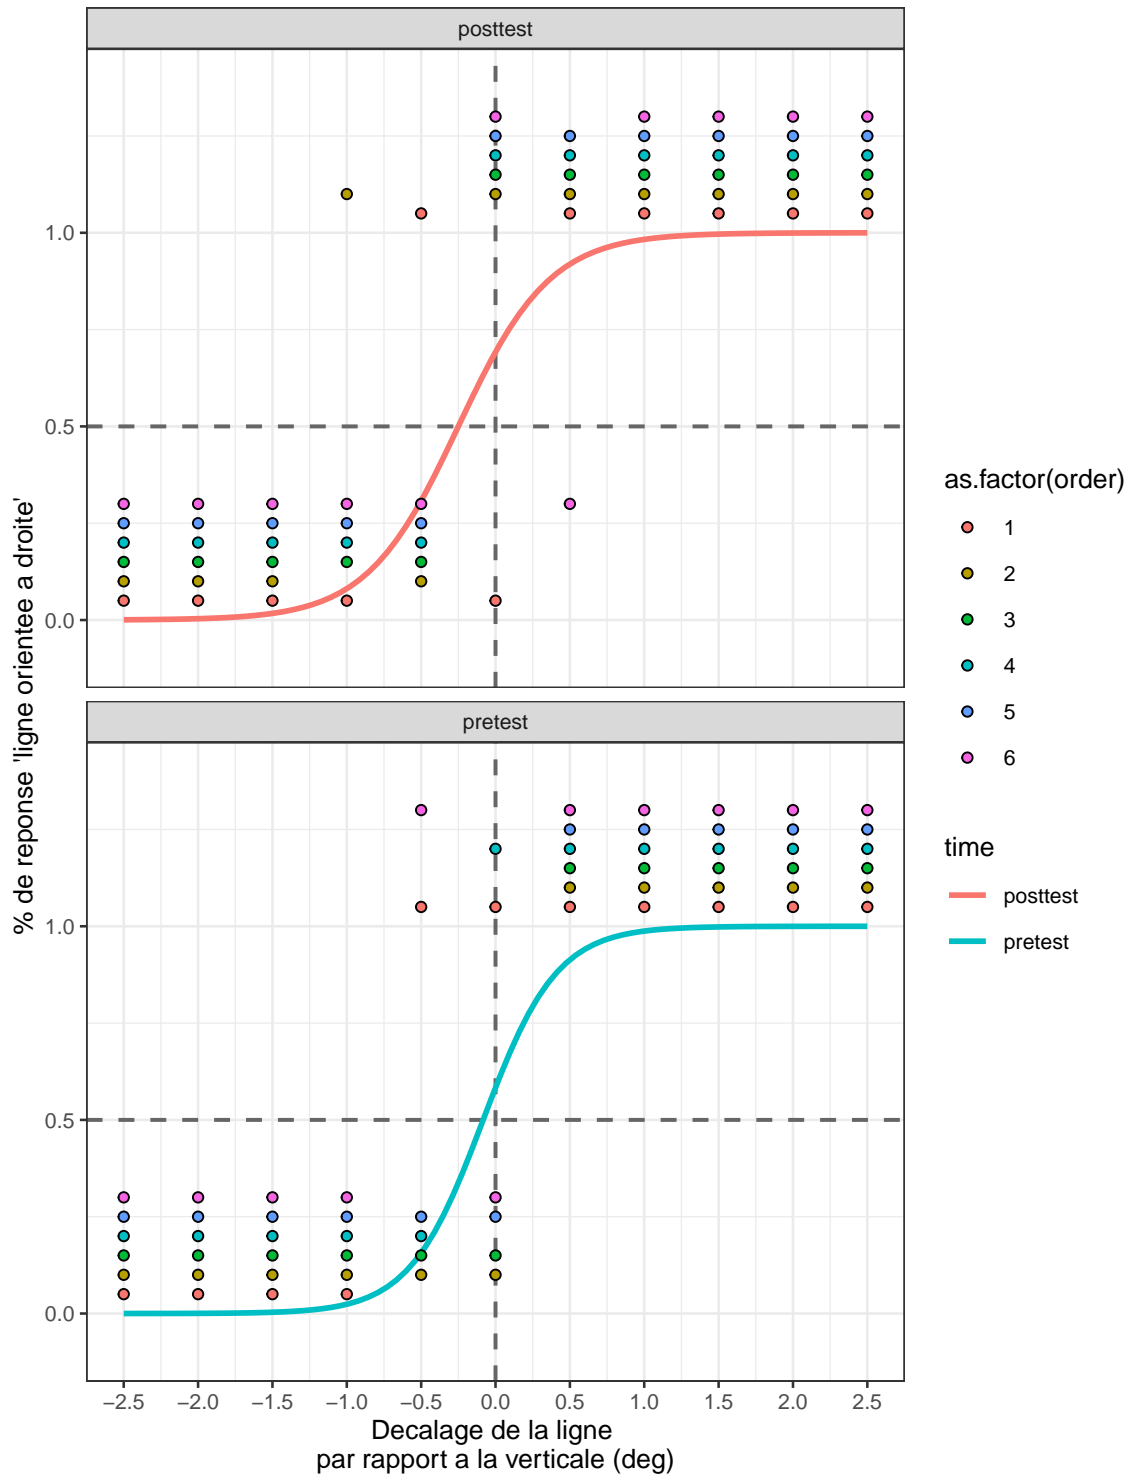 posttest
1.0
0.5
0.0
pretest
1.0
0.5
0.0
−2.5 −2.0 −1.5 −1.0 −0.5 0.0 0.5 1.0 1.5 2.0 2.5
Decalage de la ligne
par rapport a la verticale (deg)
% de reponse 'ligne orientee a droite'
as.factor(order)
1
2
3
4
5
6
time
posttest
pretest